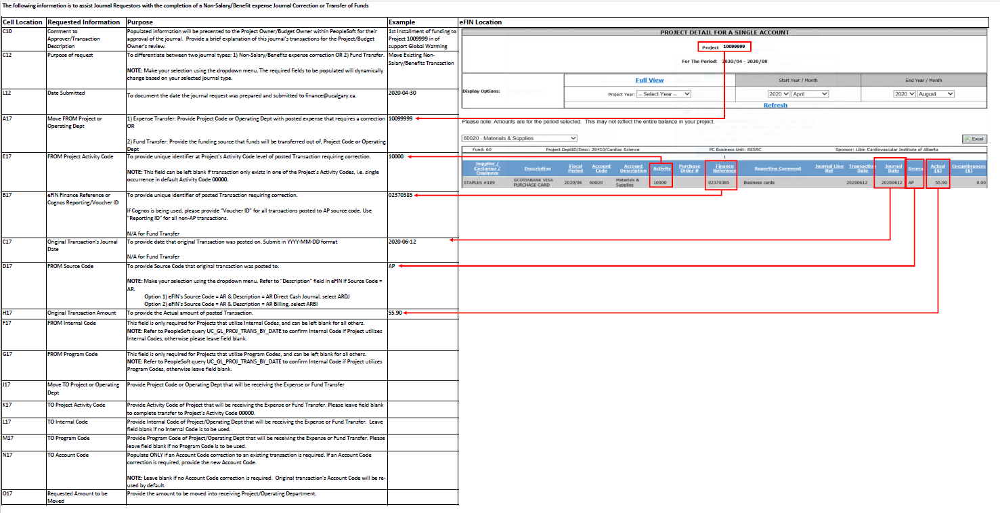 The following information is to assist Journal Requestors with the completion of a Non-Salary/Benefit expense Journal Correction or Transfer of Funds
Cell Location Requested Information Purpose Example eFIN Location
C10
Comment to
Approver/Transaction
Description
Populated information will be presented to the Project Owner/Budget Owner within PeopleSoft for their
approval of the journal. Provide a brief explanation of this journal's transactions for the Project/Budget
Owner's review.
1st Installment of funding to
Project 1009999 in of
support Global Warming
C12
Purpose of request
To differentiate between two journal types: 1) Non-Salary/Benefits expense correction OR 2) Fund Transfer.
NOTE: Make your selection using the dropdown menu. The required fields to be populated will dynamically
change based on your selected journal type.
Move Existing Non-
Salary/Benefits Transaction
L12
Date Submitted
To document the date the journal request was prepared and submitted to finance@ucalgary.ca.
2020-04-30
A17
Move FROM Project or
Operating Dept
1) Expense Transfer: Provide Project Code or Operating Dept with posted expense that requires a correction
OR
2) Fund Transfer: Provide the funding source that funds will be transferred out of, Project Code or Operating
Dept
10099999
E17
FROM Project Activity Code
To provide unique identifier at Project's Activity Code level of posted Transaction requiring correction.
NOTE: This field can be left blank if transaction only exists in one of the Project's Activity Codes, i.e. single
occurrence in default Activity Code 00000.
10000
B17
eFIN Finance Reference or
Cognos Reporting/Voucher ID
To provide unique identifier of posted Transaction requiring correction.
If Cognos is being used, please provide "Voucher ID" for all transactions posted to AP source code. Use
"Reporting ID" for all non-AP transactions.
N/A for Fund Transfer
02370385
C17
Original Transaction's Journal
Date
To provide date that original Transaction was posted on. Submit in YYYY-MM-DD format
N/A for Fund Transfer
2020-06-12
D17
FROM Source Code
To provide Source Code that original transaction was posted to.
NOTE: Make your selection using the dropdown menu. Refer to "Description" field in eFIN if Source Code =
AR.
Option 1) eFIN's Source Code = AR & Description = AR Direct Cash Journal, select ARDJ
Option 2) eFIN's Source Code = AR & Description = AR Billing, select ARBI
AP
H17
Original Transaction Amount
To provide the Actual amount of posted Transaction.
55.90
F17
FROM Internal Code
This field is only required for Projects that utilize Internal Codes, and can be left blank for all others.
NOTE: Refer to PeopleSoft query UC_GL_PROJ_TRANS_BY_DATE to confirm Internal Code if Project utilizes
Internal Codes, otherwise please leave field blank.
G17
FROM Program Code
This field is only required for Projects that utilize Program Codes, and can be left blank for all others.
NOTE: Refer to PeopleSoft query UC_GL_PROJ_TRANS_BY_DATE to confirm Internal Code if Project utilizes
Program Codes, otherwise leave field blank.
J17
Move TO Project or Operating
Dept
Provide Project Code or Operating Dept that will be receiving the Expense or Fund Transfer
K17
TO Project Activity Code
Provide Activity Code of Project that will be receiving the Expense or Fund Transfer. Please leave field blank
to complete transfer to Project's Activity Code 00000.
L17
TO Internal Code
Provide Internal Code of Project/Operating Dept that will be receiving the Expense or Fund Transfer. Leave
field blank if no Internal Code is to be used.
M17
TO Program Code
Provide Program Code of Project/Operating Dept that will be receiving the Expense or Fund Transfer. Please
leave field blank if no Program Code is to be used.
N17
TO Account Code
Populate ONLY if an Account Code correction to an existing transaction is required. If an Account Code
correction is required, provide the new Account Code.
NOTE: Leave blank if no Account Code correction is required. Original transaction's Account Code will be re-
used by default.
O17
Requested Amount to be
Moved
Provide the amount to be moved into receiving Project/Operating Department.
PROJECT DETAIL FOR A SINGLE ACCOUNT
Project 10099999
For The Period: 2020/04 - 2020/08
Display Options:
Full View
Start Year / Month
End Year / Month
Project Year: -- Select Year --
2020 April
2020 August
Refresh
Please note: Amounts are for the period selected. This may not reflect the entire balance in your project.
60020 - Materials & Supplies
Excel
Fund: 60 Project DeptID/Desc: 28410/Cardiac Science PC Business Unit: RESRC Sponsor: Libin Cardiovascular Institute of Alberta
1
Supplier /
Customer /
Employee
Description
Fiscal
Period
Account
Code
Account
Description
Activity
Purchase
Order #
Finance
Reference
Reporting Comment
Journal Line
Ref
Transaction
Date
Journal
Date
Source
Actual
($)
Encumbrances
($)
STAPLES #189
SCOTIABANK VISA
PURCHASE CARD
2020/06
60020
Materials &
Supplies
10000
02370385
Business cards
20200612
20200612
AP
55.90
0.00